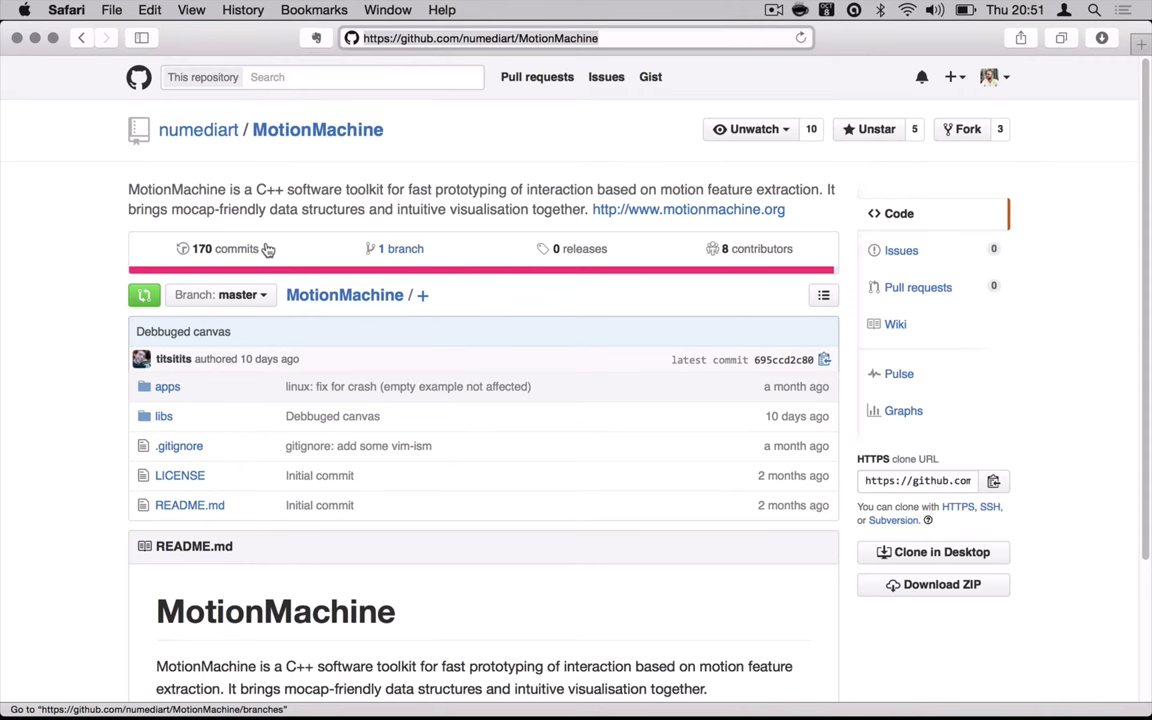 Safari File Edit View History Bookmarks Window Help OCT 8 Thu 20:51
https://github.com/numediart/MotionMachine
This repository Search Pull requests Issues Gist
numediart / MotionMachine Unwatch 10 Unstar 5 Fork 3
MotionMachine is a C++ software toolkit for fast prototyping of interaction based on motion feature extraction. It
brings mocap-friendly data structures and intuitive visualisation together. http://www.motionmachine.org
170 commits 1 branch 0 releases 8 contributors
Branch: master MotionMachine / +
Debbuged canvas
titsitits authored 10 days ago latest commit 695ccd2c80
apps linux: fix for crash (empty example not affected) a month ago
libs Debbuged canvas 10 days ago
.gitignore gitignore: add some vim-ism a month ago
LICENSE Initial commit 2 months ago
README.md Initial commit 2 months ago
README.md
MotionMachine
MotionMachine is a C++ software toolkit for fast prototyping of interaction based on motion feature
extraction. It brings mocap-friendly data structures and intuitive visualisation together.
Code
Issues 0
Pull requests 0
Wiki
Pulse
Graphs
HTTPS clone URL
https://github.com
You can clone with HTTPS, SSH,
or Subversion.
Clone in Desktop
Download ZIP
Go to "https://github.com/numediart/MotionMachine/branches"